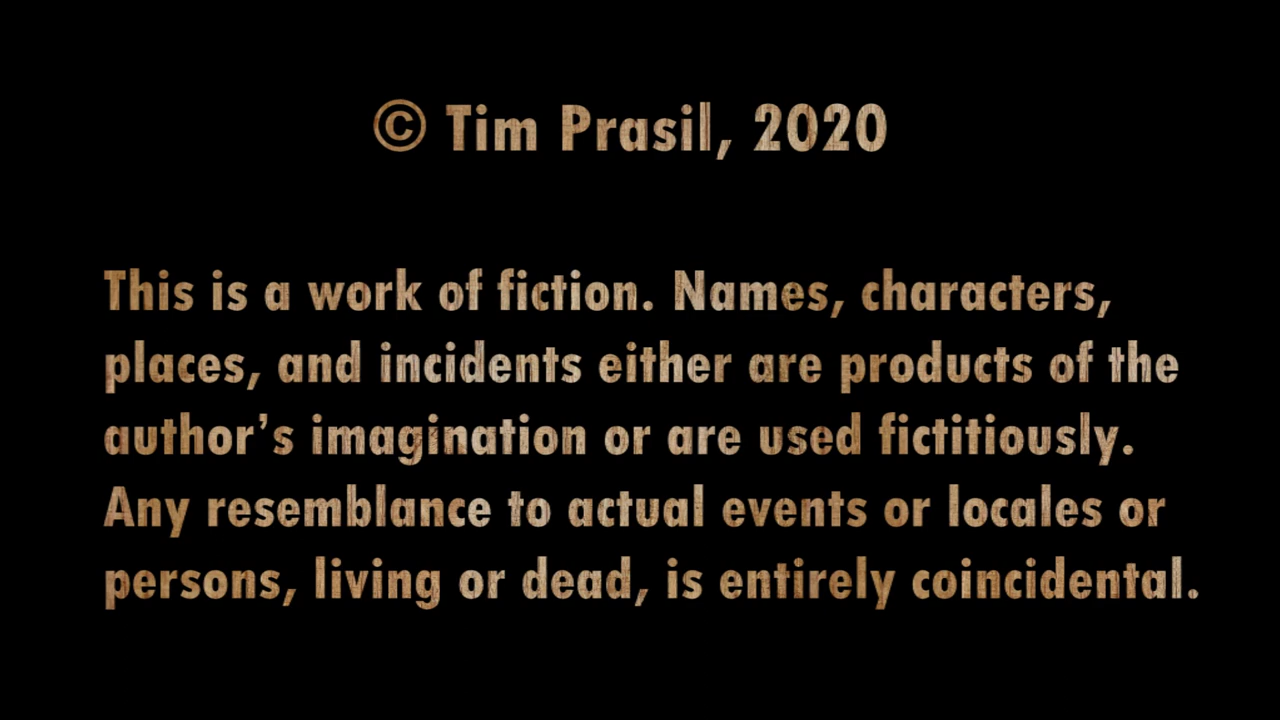 © Tim Prasil, 2020
This is a work of fiction. Names, characters,
places, and incidents either are products of the
author’s imagination or are used fictitiously.
Any resemblance to actual events or locales or
persons, living or dead, is entirely coincidental.